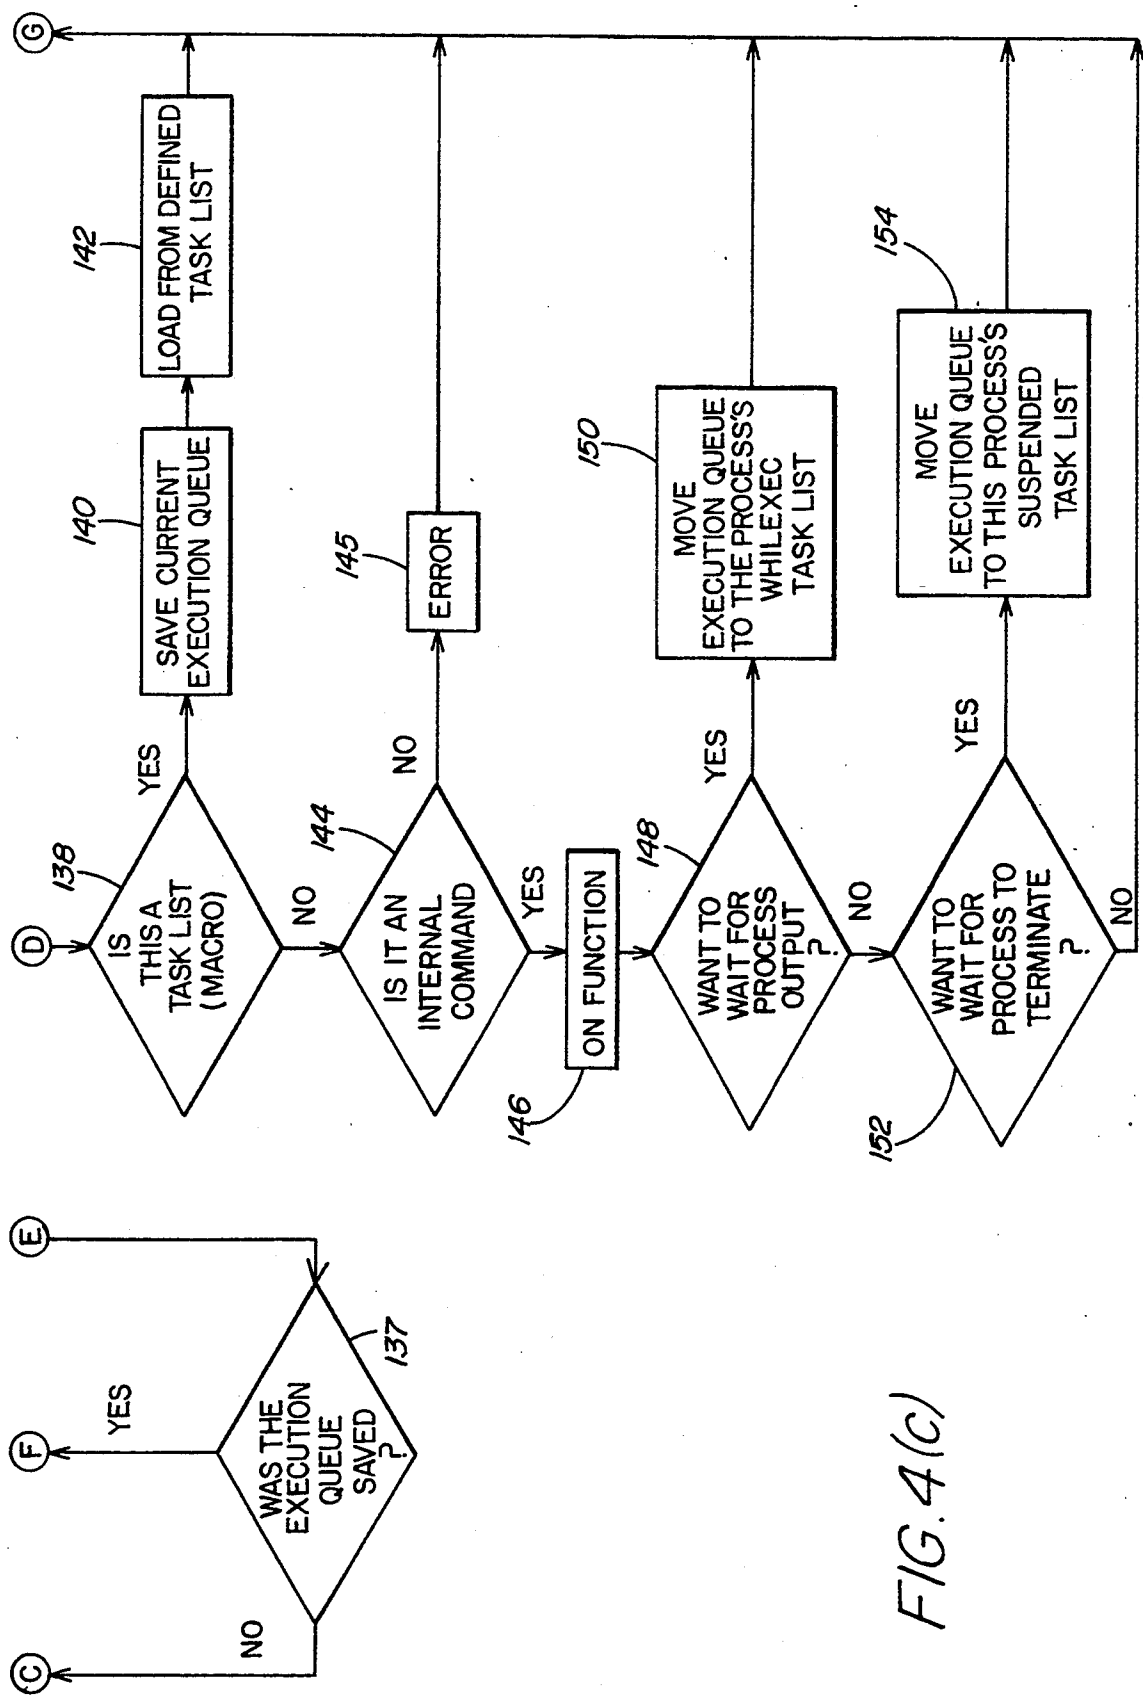 C
F
E
D
G
NO
YES
WAS THE
EXECUTION
QUEUE
SAVED
?
137
138
IS
THIS A
TASK LIST
(MACRO)
YES
140
SAVE CURRENT
EXECUTION QUEUE
142
LOAD FROM DEFINED
TASK LIST
NO
144
IS IT AN
INTERNAL
COMMAND
NO
145
ERROR
YES
146
ON FUNCTION
148
WANT TO
WAIT FOR
PROCESS
OUTPUT
?
YES
150
MOVE
EXECUTION QUEUE
TO THE PROCESS'S
WHILEXEC
TASK LIST
NO
152
WANT TO
WAIT FOR
PROCESS TO
TERMINATE
?
YES
154
MOVE
EXECUTION QUEUE
TO THIS PROCESS'S
SUSPENDED
TASK LIST
NO
FIG. 4(C)